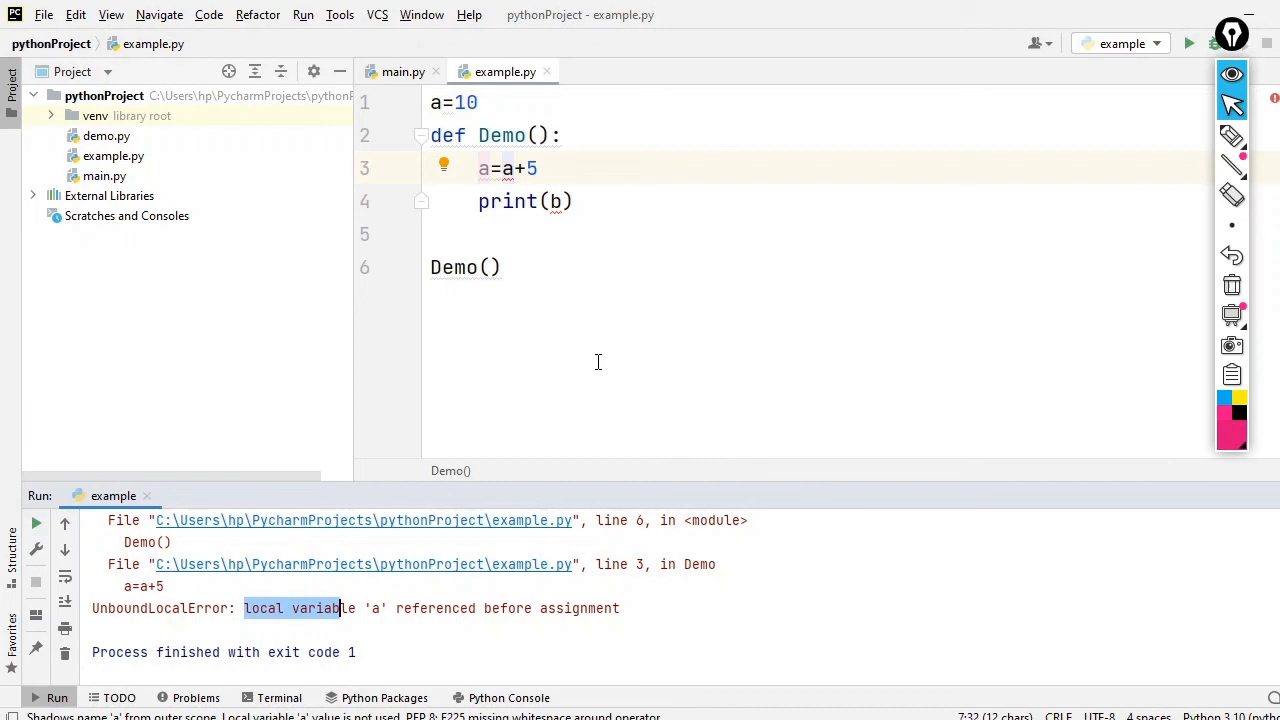 PC File Edit View Navigate Code Refactor Run Tools VCS Window Help pythonProject - example.py
pythonProject example.py example
Project main.py example.py
Project
pythonProject C:\Users\hp\PycharmProjects\pythonP
venv library root
demo.py
example.py
main.py
External Libraries
Scratches and Consoles
1 a=10
2 def Demo():
3 a=a+5
4 print(b)
5
6 Demo()
Demo()
Run: example
File "C:\Users\hp\PycharmProjects\pythonProject\example.py", line 6, in <module>
Demo()
File "C:\Users\hp\PycharmProjects\pythonProject\example.py", line 3, in Demo
a=a+5
UnboundLocalError: local variable 'a' referenced before assignment
Process finished with exit code 1
Structure
Favorites
Run TODO Problems Terminal Python Packages Python Console
Shadows name 'a' from outer scope. Local variable 'a' value is not used. PEP 8: E225 missing whitespace around operator 7:32 (12 chars) CRLF UTF-8 4 spaces Python 3.10 (pyth